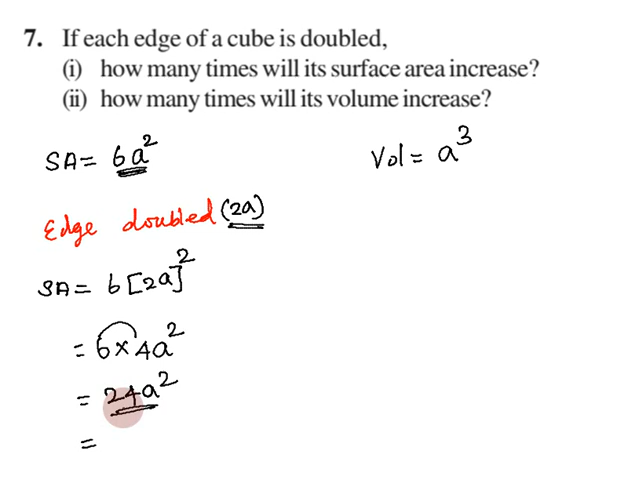 7. If each edge of a cube is doubled,
(i) how many times will its surface area increase?
(ii) how many times will its volume increase?
SA = 6a²
Vol = a³
Edge doubled (2a)
SA = 6[2a]²
= 6 × 4a²
= 24a²
=